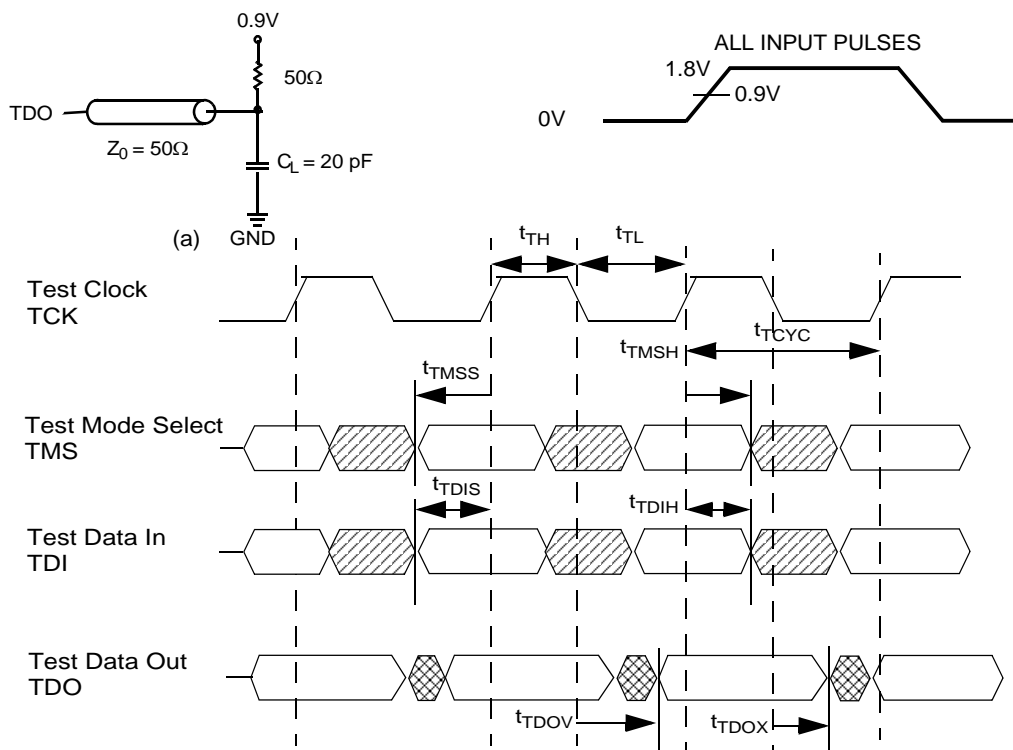 0.9V
ALL INPUT PULSES
50Ω
1.8V
0.9V
TDO
0V
Z0 = 50Ω
CL = 20 pF
(a)
GND
tTH
tTL
Test Clock
TCK
tTCYC
tTMSH
tTMSS
Test Mode Select
TMS
tTDIS
tTDIH
Test Data In
TDI
Test Data Out
TDO
tTDOV
tTDOX